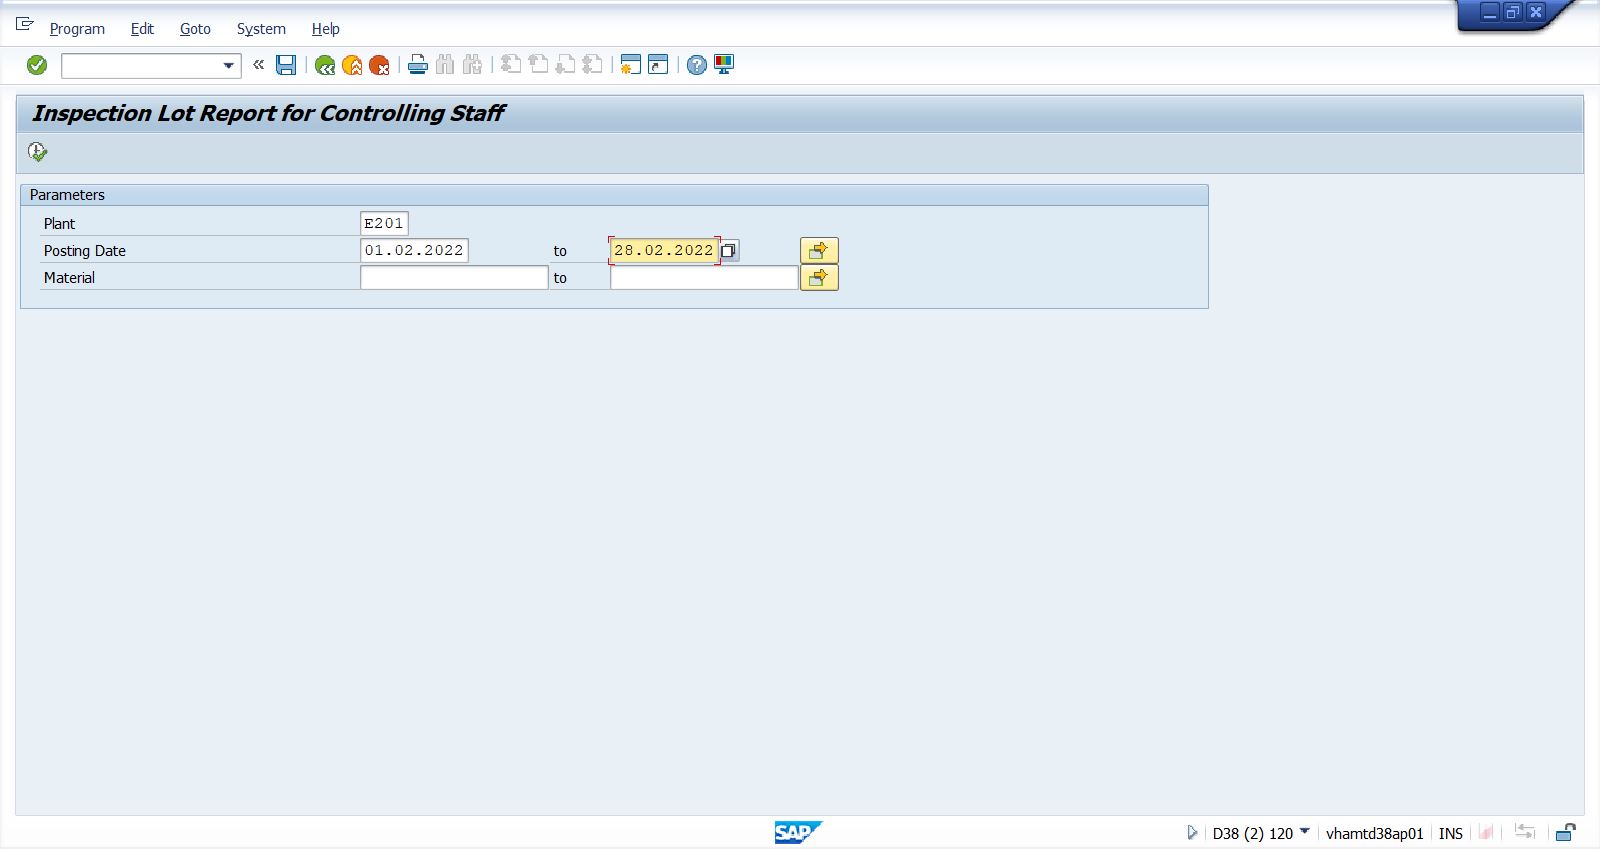 Program Edit Goto System Help
Inspection Lot Report for Controlling Staff
Parameters
Plant E201
Posting Date 01.02.2022 to 28.02.2022
Material to
SAP D38 (2) 120 vhamtd38ap01 INS